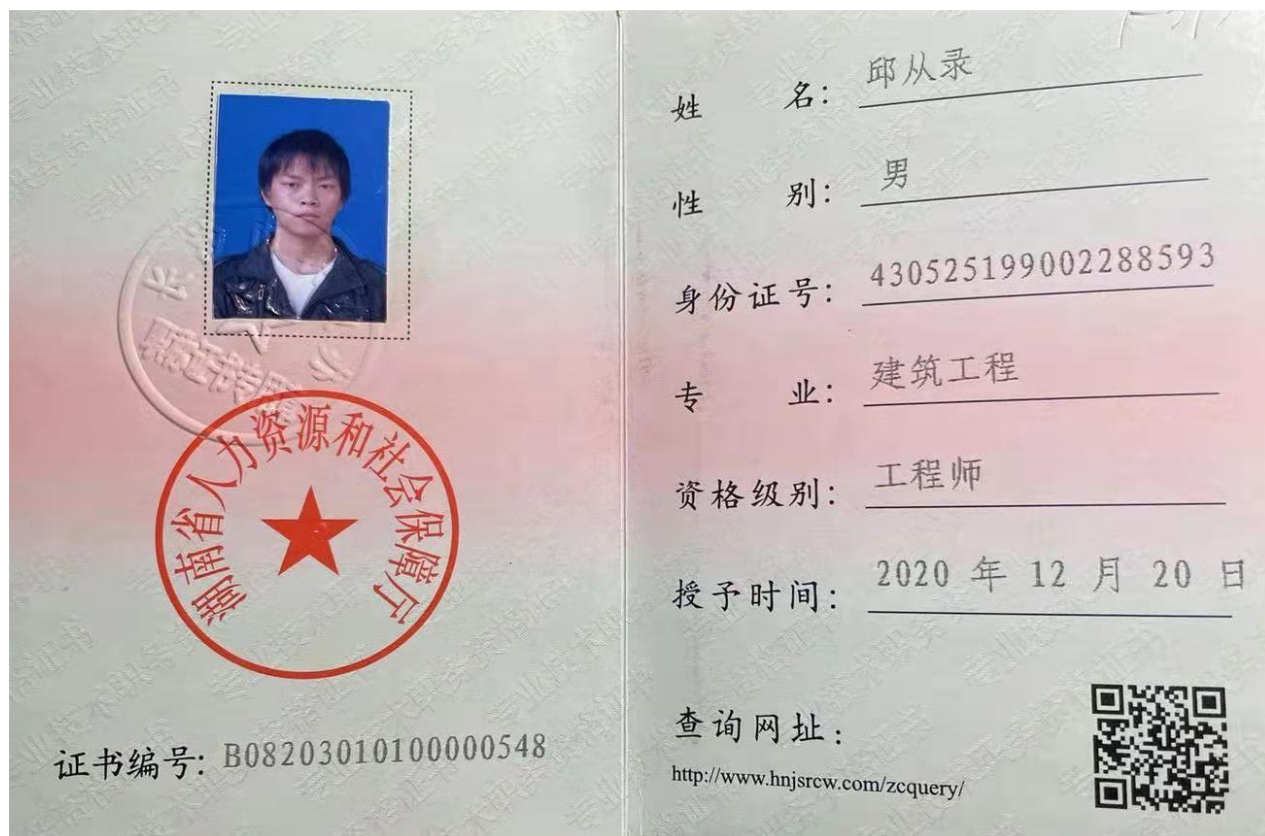 湖南省人力资源和社会保障厅
证书编号: B08203010100000548
姓 名: 邱从录
性 别: 男
身份证号: 430525199002288593
专 业: 建筑工程
资格级别: 工程师
授予时间: 2020 年 12 月 20 日
查询网址:
http://www.hnjsrcw.com/zcquery/